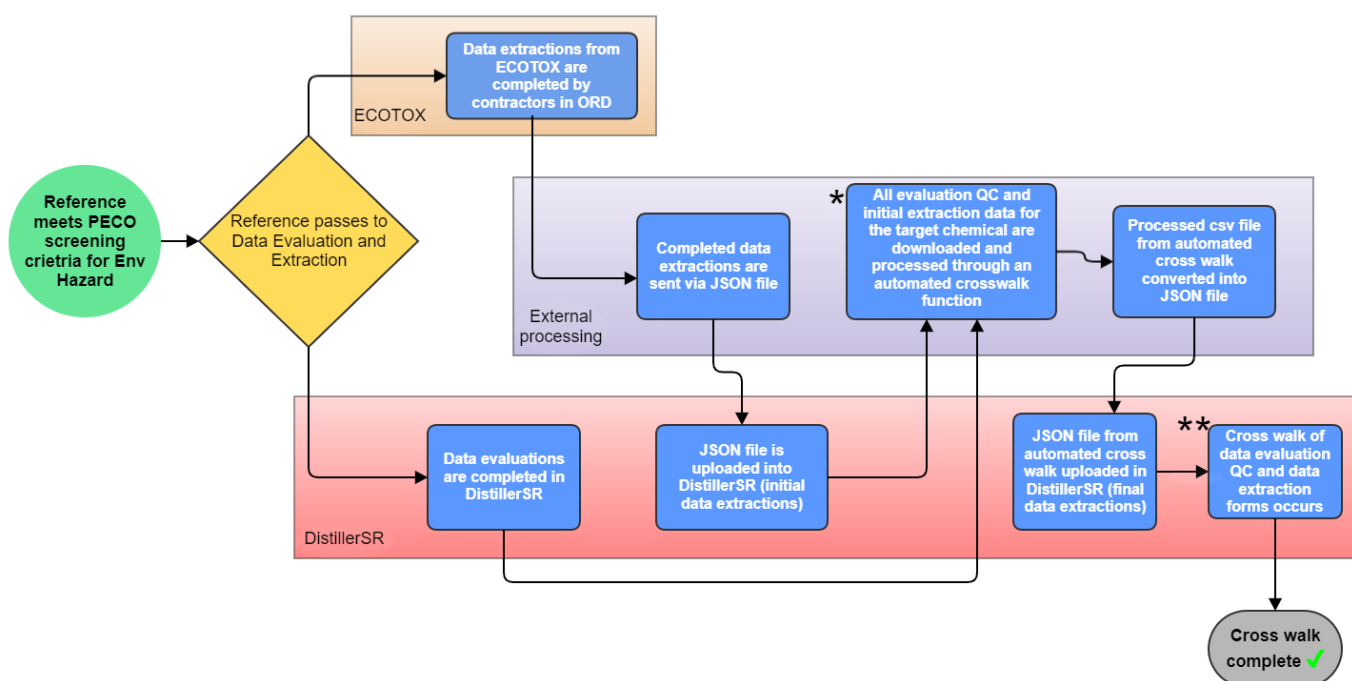 Data extractions from
ECOTOX are
completed by
contractors in ORD
ECOTOX
Reference
meets PECO
screening
crietria for Env
Hazard
Reference passes to
Data Evaluation and
Extraction
Completed data
extractions are
sent via JSON file
*
All evaluation QC and
initial extraction data for
the target chemical are
downloaded and
processed through an
automated crosswalk
function
Processed csv file
from automated
cross walk
converted into
JSON file
External
processing
Data evaluations
are completed in
DistillerSR
JSON file is
uploaded into
DistillerSR (initial
data extractions)
JSON file from
automated cross
walk uploaded in
DistillerSR (final
data extractions)
**
Cross walk of
data evaluation
QC and data
extraction
forms occurs
DistillerSR
Cross walk
complete ✓